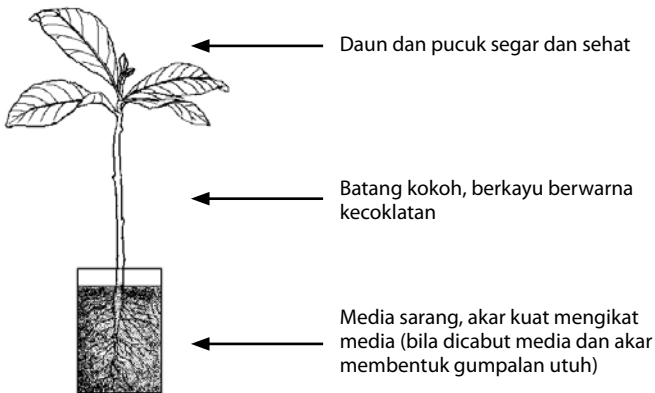 Daun dan pucuk segar dan sehat
Batang kokoh, berkayu berwarna
kecoklatan
Media sarang, akar kuat mengikat
media (bila dicabut media dan akar
membentuk gumpalan utuh)